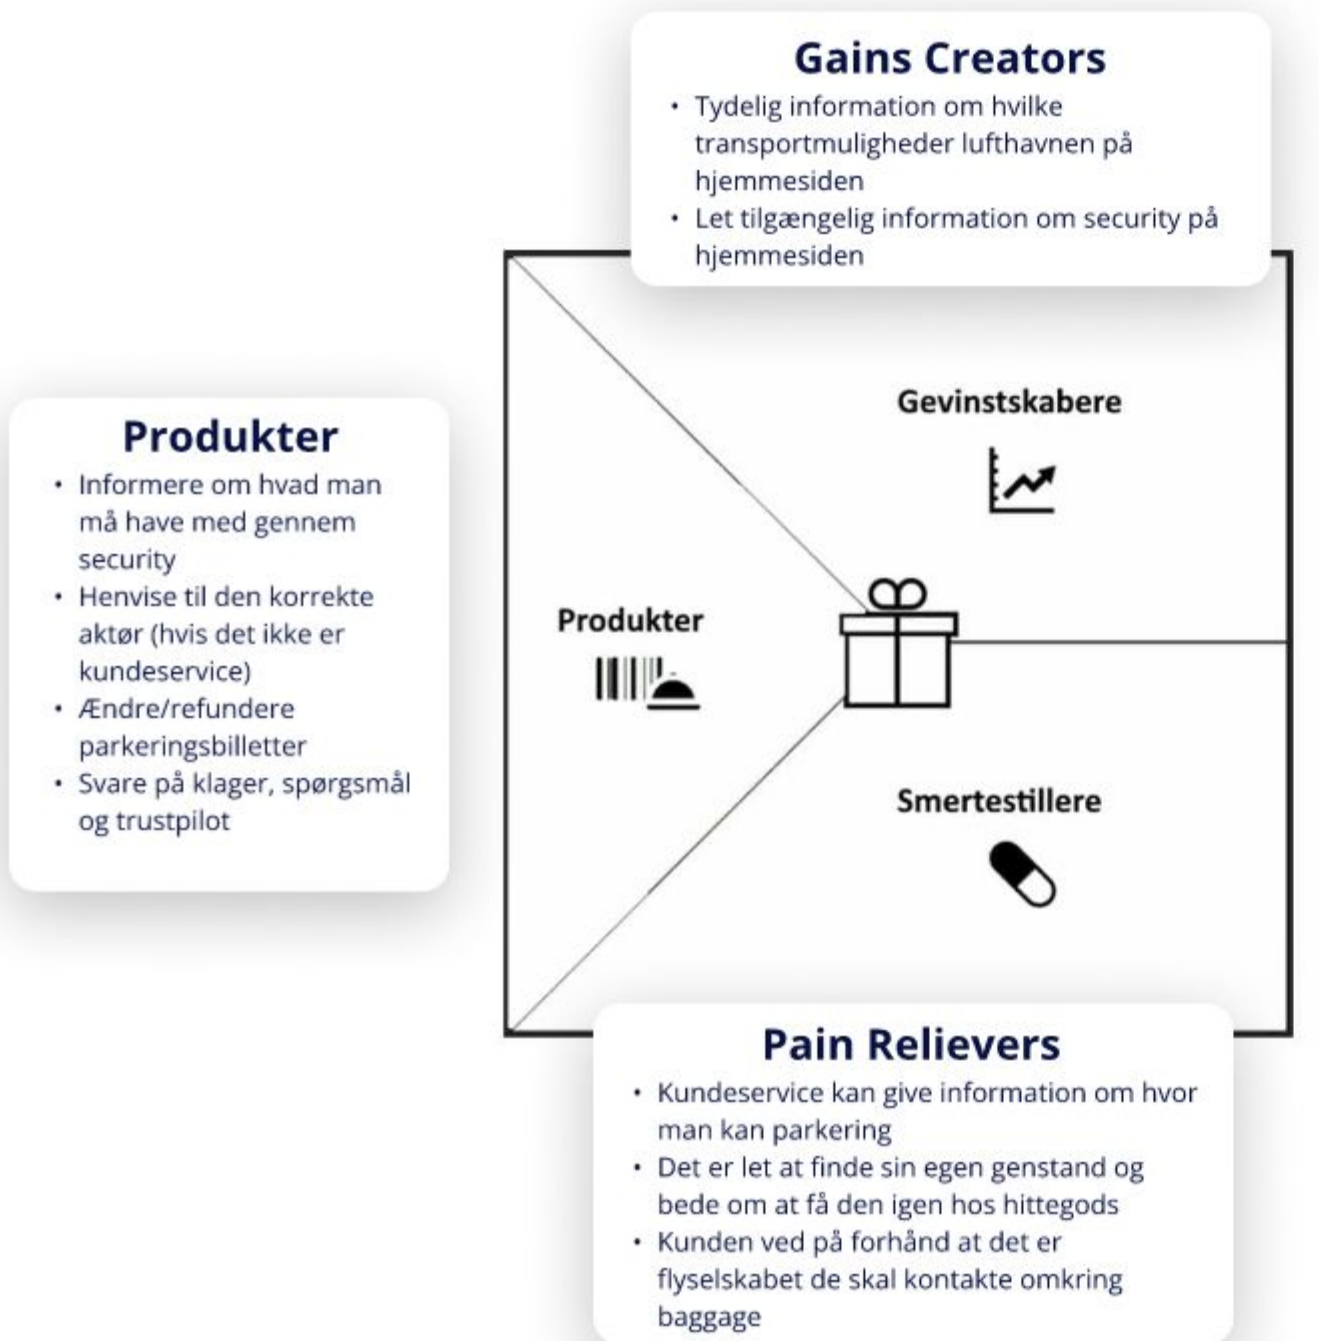 Gains Creators
• Tydelig information om hvilke
transportmuligheder lufthavnen på
hjemmesiden
• Let tilgængelig information om security på
hjemmesiden
Gevinstskabere
Produkter
• Informere om hvad man
må have med gennem
security
• Henvise til den korrekte
aktør (hvis det ikke er
kundeservice)
• Ændre/refundere
parkeringsbilletter
• Svare på klager, spørgsmål
og trustpilot
Produkter
Smertestillere
Pain Relievers
• Kundeservice kan give information om hvor
man kan parkering
• Det er let at finde sin egen genstand og
bede om at få den igen hos hittegods
• Kunden ved på forhånd at det er
flyselskabet de skal kontakte omkring
baggage